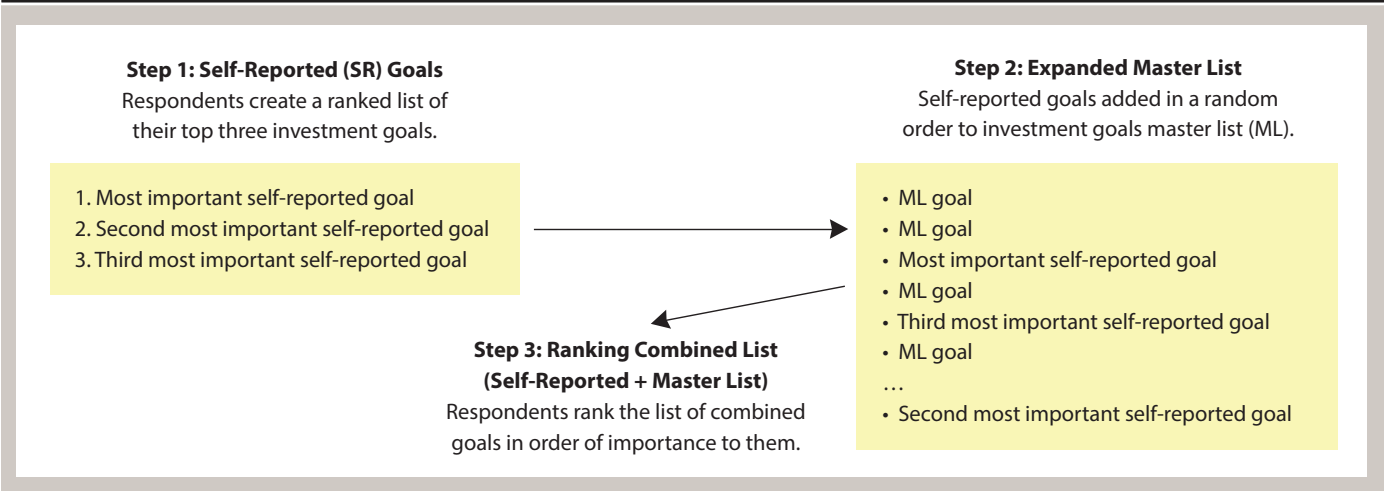 Step 1: Self-Reported (SR) Goals
Respondents create a ranked list of
their top three investment goals.
1. Most important self-reported goal
2. Second most important self-reported goal
3. Third most important self-reported goal
Step 2: Expanded Master List
Self-reported goals added in a random
order to investment goals master list (ML).
• ML goal
• ML goal
• Most important self-reported goal
• ML goal
• Third most important self-reported goal
• ML goal
…
• Second most important self-reported goal
Step 3: Ranking Combined List
(Self-Reported + Master List)
Respondents rank the list of combined
goals in order of importance to them.